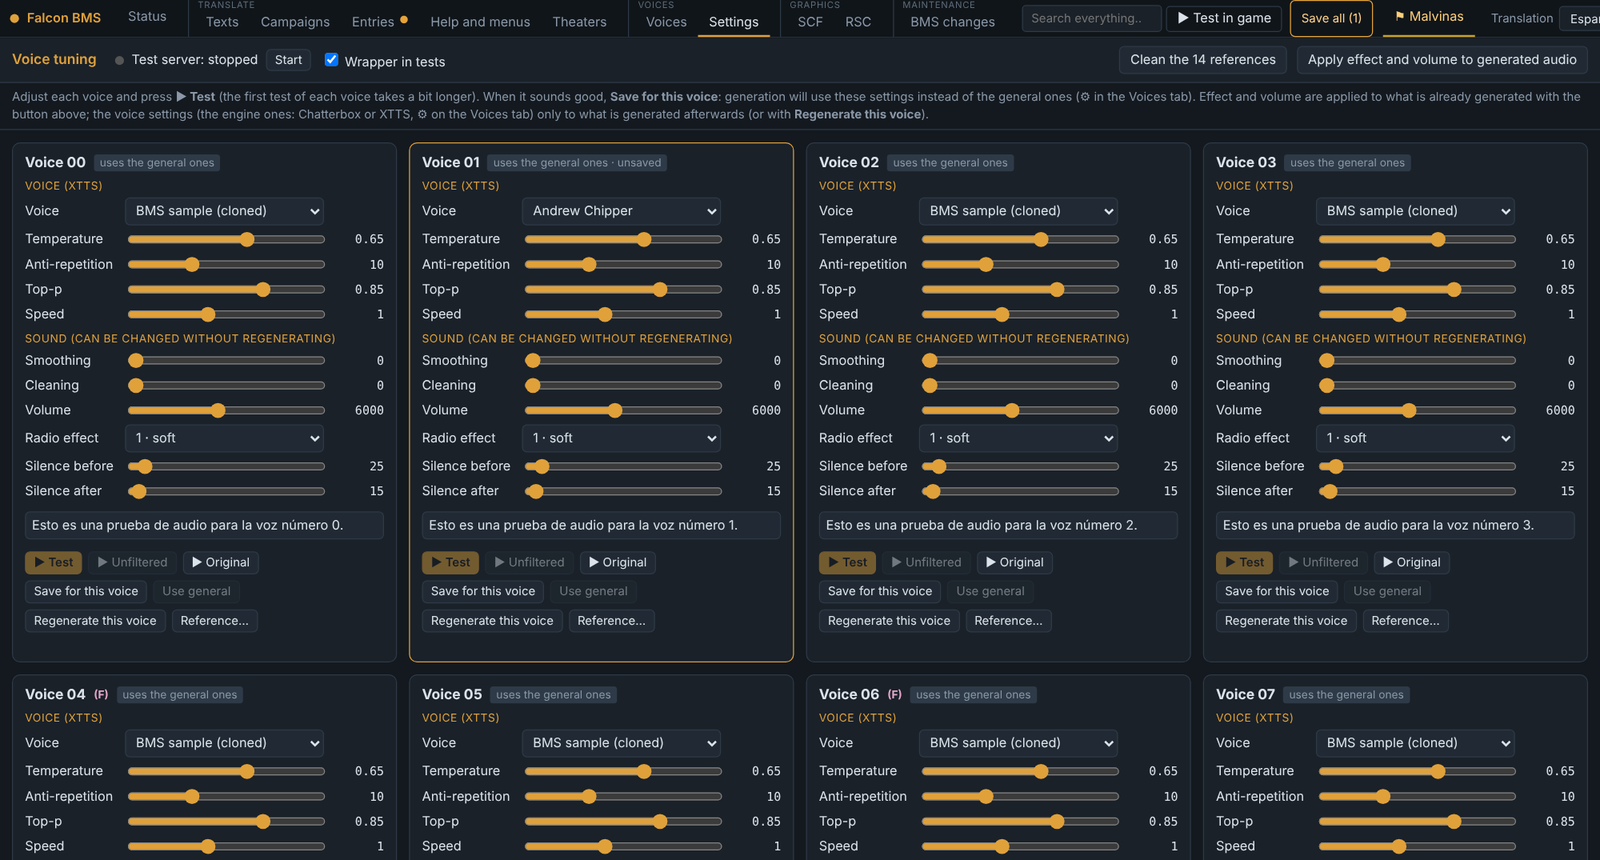 Falcon BMS
Status
TRANSLATE
Texts
Campaigns
Entries
Help and menus
Theaters
VOICES
Voices
Settings
GRAPHICS
SCF
RSC
MAINTENANCE
BMS changes
Search everything..
▶ Test in game
Save all (1)
⚑ Malvinas
Translation
Voice tuning
Test server: stopped
Start
Wrapper in tests
Clean the 14 references
Apply effect and volume to generated audio
Adjust each voice and press ▶ Test (the first test of each voice takes a bit longer). When it sounds good, Save for this voice: generation will use these settings instead of the general ones (⚙ in the Voices tab). Effect and volume are applied to what is already generated with the
button above; the voice settings (the engine ones: Chatterbox or XTTS, ⚙ on the Voices tab) only to what is generated afterwards (or with Regenerate this voice).
Voice 00 uses the general ones
VOICE (XTTS)
Voice BMS sample (cloned)
Temperature 0.65
Anti-repetition 10
Top-p 0.85
Speed 1
SOUND (CAN BE CHANGED WITHOUT REGENERATING)
Smoothing 0
Cleaning 0
Volume 6000
Radio effect 1 · soft
Silence before 25
Silence after 15
Esto es una prueba de audio para la voz número 0.
▶ Test ▶ Unfiltered ▶ Original
Save for this voice Use general
Regenerate this voice Reference...
Voice 01 uses the general ones · unsaved
VOICE (XTTS)
Voice Andrew Chipper
Temperature 0.65
Anti-repetition 10
Top-p 0.85
Speed 1
SOUND (CAN BE CHANGED WITHOUT REGENERATING)
Smoothing 0
Cleaning 0
Volume 6000
Radio effect 1 · soft
Silence before 25
Silence after 15
Esto es una prueba de audio para la voz número 1.
▶ Test ▶ Unfiltered ▶ Original
Save for this voice Use general
Regenerate this voice Reference...
Voice 02 uses the general ones
VOICE (XTTS)
Voice BMS sample (cloned)
Temperature 0.65
Anti-repetition 10
Top-p 0.85
Speed 1
SOUND (CAN BE CHANGED WITHOUT REGENERATING)
Smoothing 0
Cleaning 0
Volume 6000
Radio effect 1 · soft
Silence before 25
Silence after 15
Esto es una prueba de audio para la voz número 2.
▶ Test ▶ Unfiltered ▶ Original
Save for this voice Use general
Regenerate this voice Reference...
Voice 03 uses the general ones
VOICE (XTTS)
Voice BMS sample (cloned)
Temperature 0.65
Anti-repetition 10
Top-p 0.85
Speed 1
SOUND (CAN BE CHANGED WITHOUT REGENERATING)
Smoothing 0
Cleaning 0
Volume 6000
Radio effect 1 · soft
Silence before 25
Silence after 15
Esto es una prueba de audio para la voz número 3.
▶ Test ▶ Unfiltered ▶ Original
Save for this voice Use general
Regenerate this voice Reference...
Voice 04 (F) uses the general ones
VOICE (XTTS)
Voice BMS sample (cloned)
Temperature 0.65
Anti-repetition 10
Top-p 0.85
Speed 1
Voice 05 uses the general ones
VOICE (XTTS)
Voice BMS sample (cloned)
Temperature 0.65
Anti-repetition 10
Top-p 0.85
Speed 1
Voice 06 (F) uses the general ones
VOICE (XTTS)
Voice BMS sample (cloned)
Temperature 0.65
Anti-repetition 10
Top-p 0.85
Speed 1
Voice 07 uses the general ones
VOICE (XTTS)
Voice BMS sample (cloned)
Temperature 0.65
Anti-repetition 10
Top-p 0.85
Speed 1